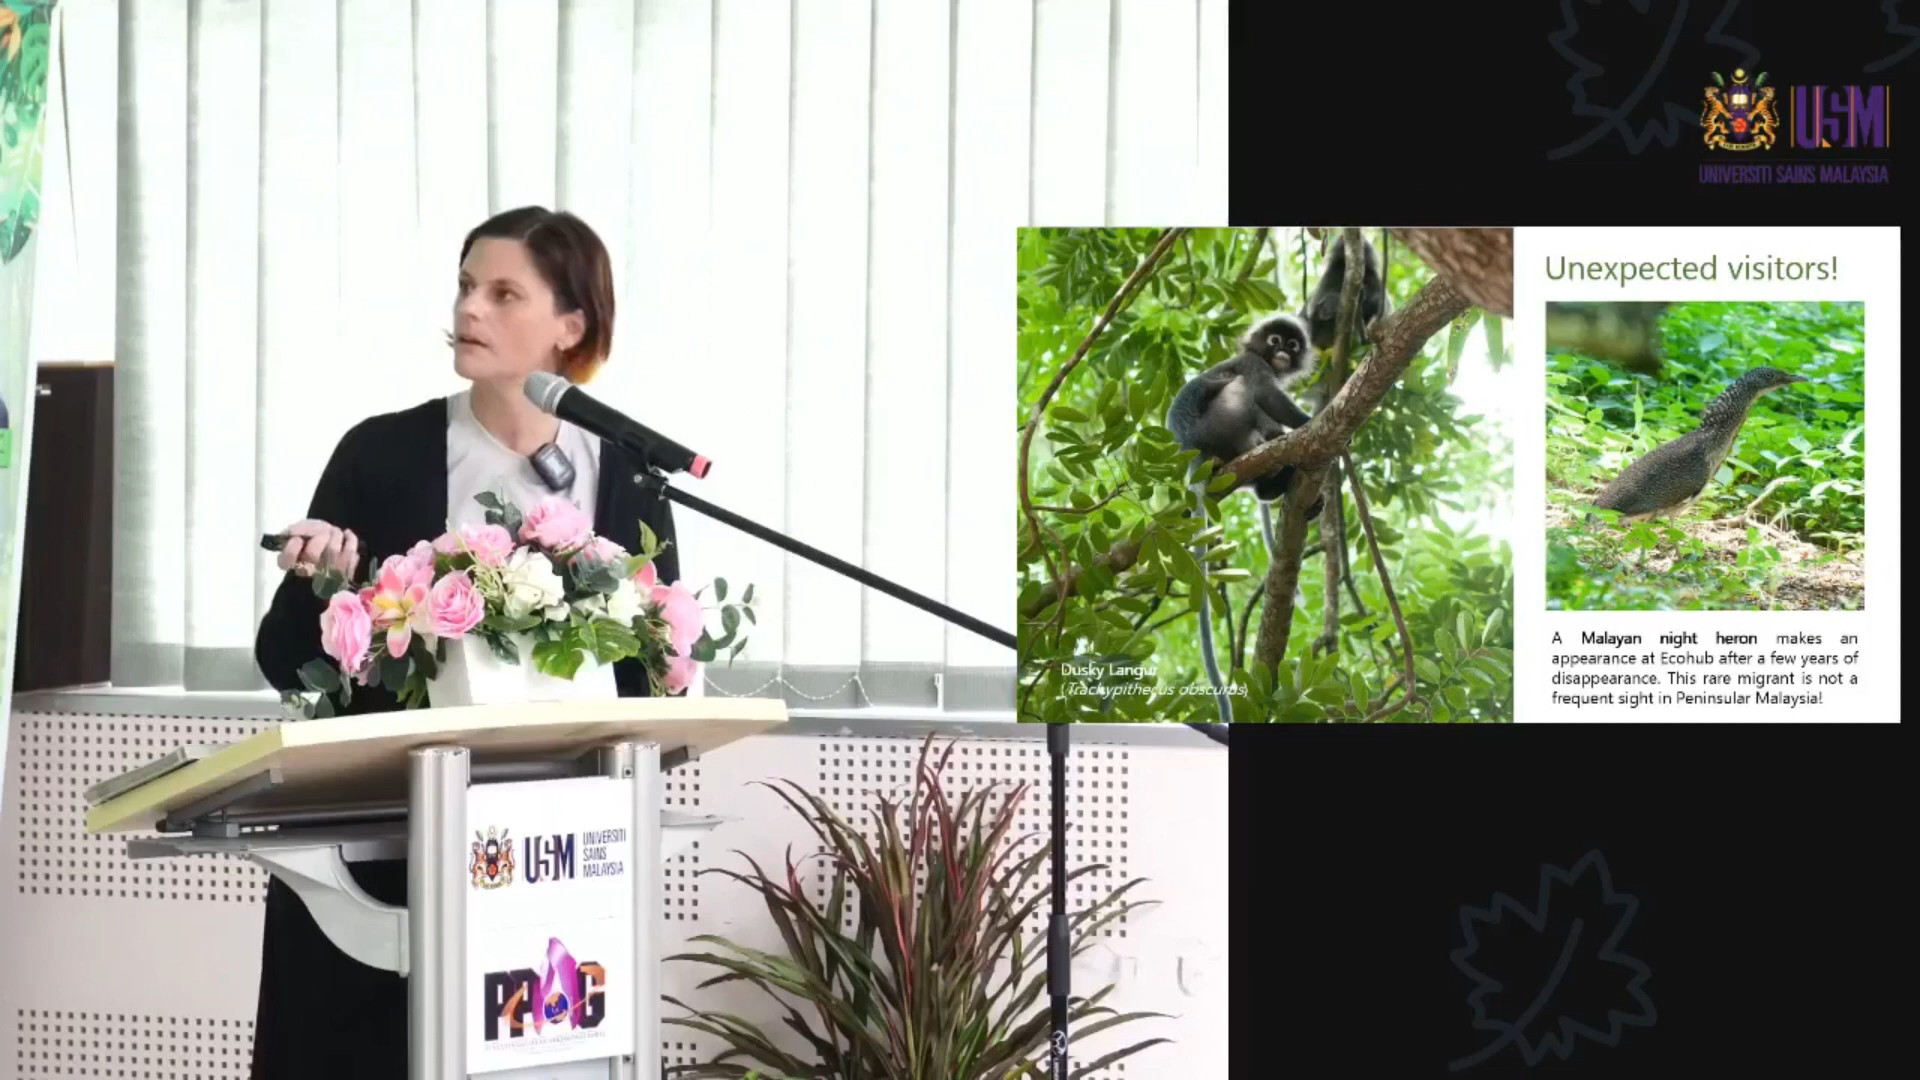 USM
UNIVERSITI SAINS MALAYSIA
Unexpected visitors!
A Malayan night heron makes an
appearance at Ecohub after a few years of
disappearance. This rare migrant is not a
frequent sight in Peninsular Malaysia!
Dusky Langur
(Trachypithecus obscurus)
USM
UNIVERSITI
SAINS
MALAYSIA